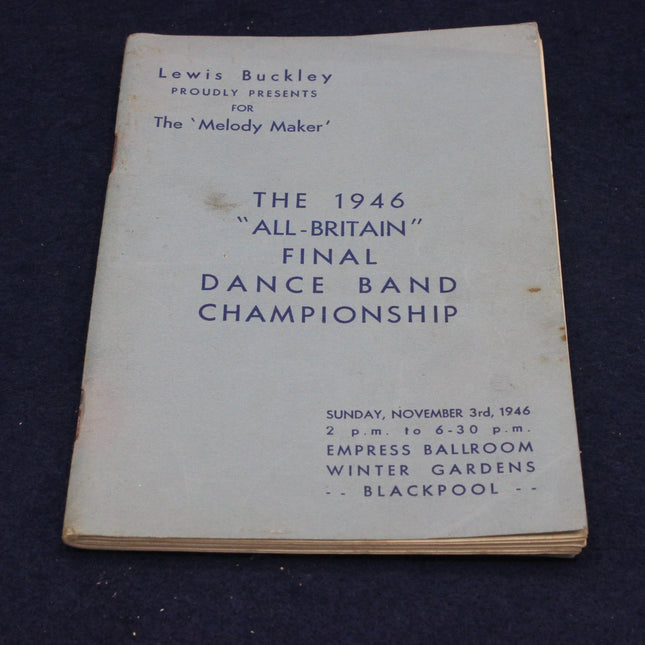 Lewis Buckley
PROUDLY PRESENTS
FOR
The 'Melody Maker'
THE 1946
"ALL-BRITAIN"
FINAL
DANCE BAND
CHAMPIONSHIP
SUNDAY, NOVEMBER 3rd, 1946
2 p.m. to 6-30 p.m.
EMPRESS BALLROOM
WINTER GARDENS
-- BLACKPOOL --